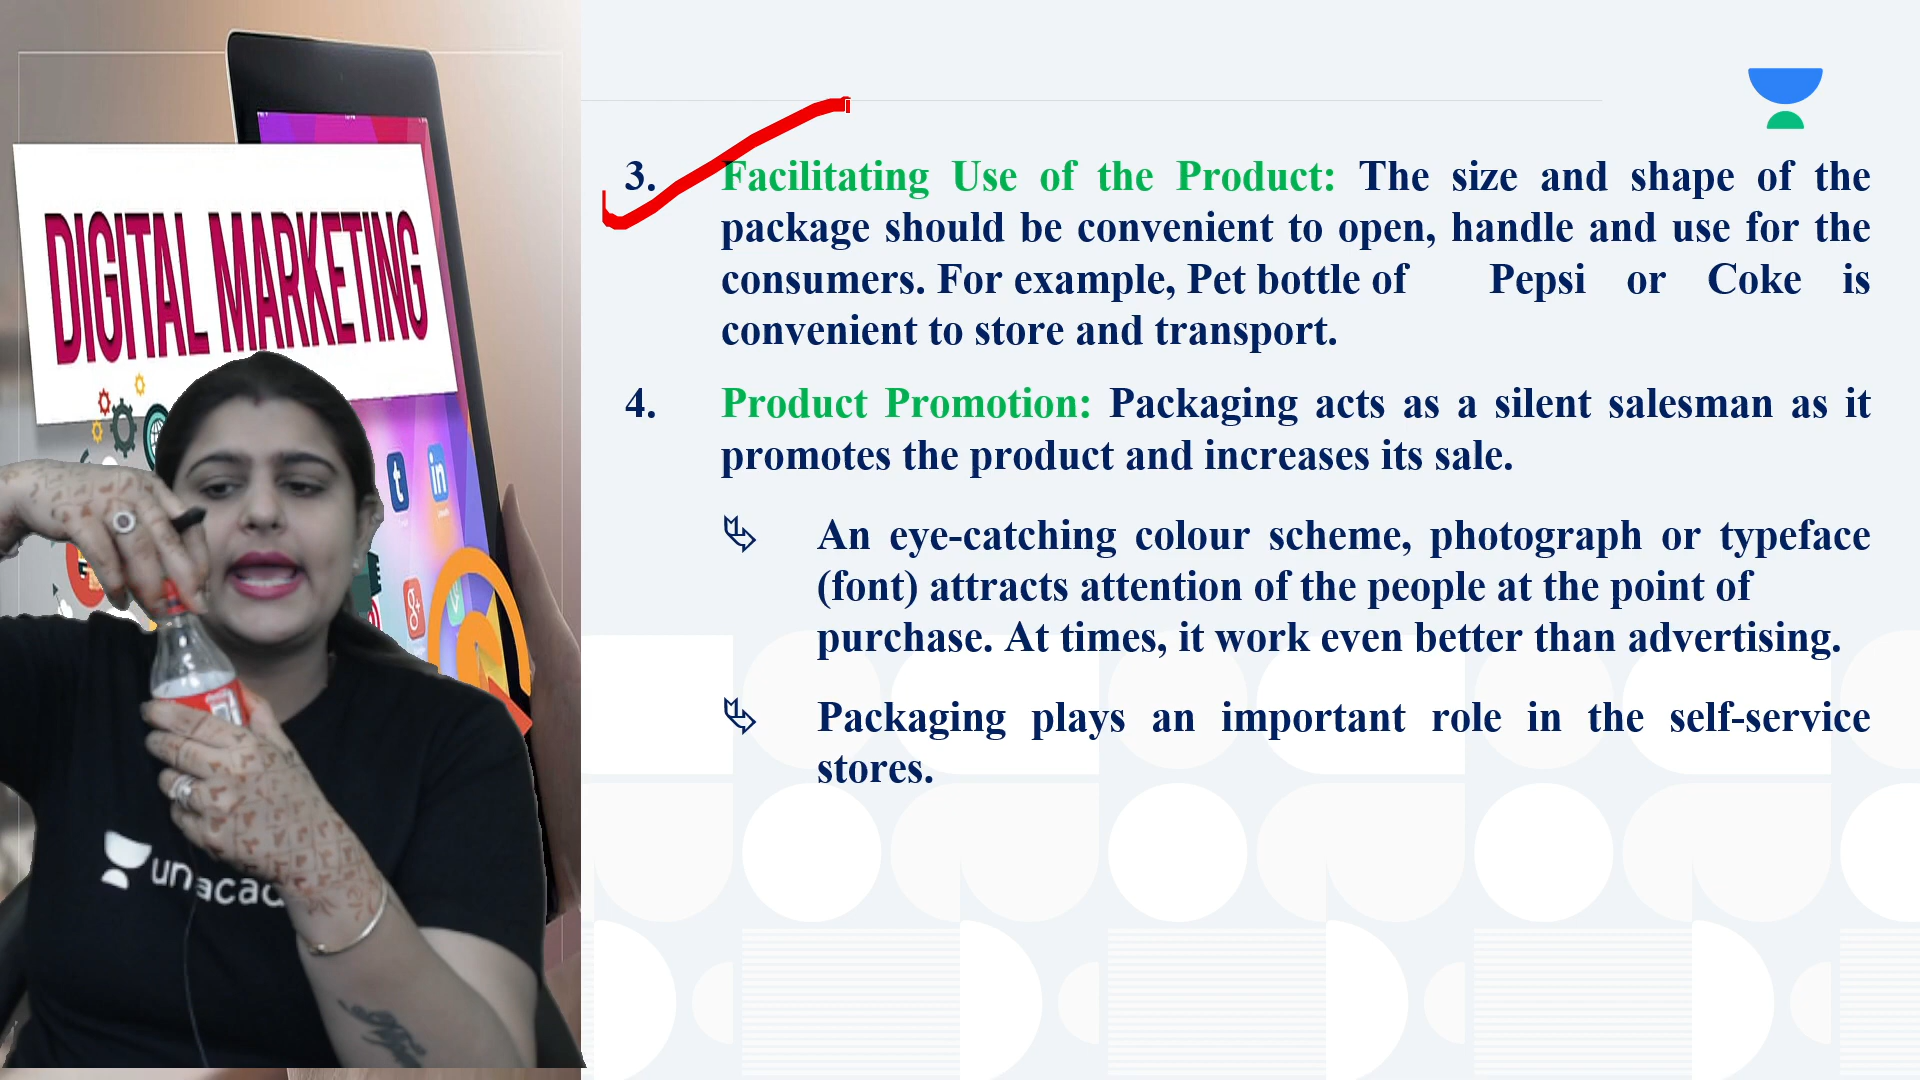 DIGITAL MARKETING
t
in
g+
unacad
3. Facilitating Use of the Product: The size and shape of the
package should be convenient to open, handle and use for the
consumers. For example, Pet bottle of Pepsi or Coke is
convenient to store and transport.
4. Product Promotion: Packaging acts as a silent salesman as it
promotes the product and increases its sale.
An eye-catching colour scheme, photograph or typeface
(font) attracts attention of the people at the point of
purchase. At times, it work even better than advertising.
Packaging plays an important role in the self-service
stores.